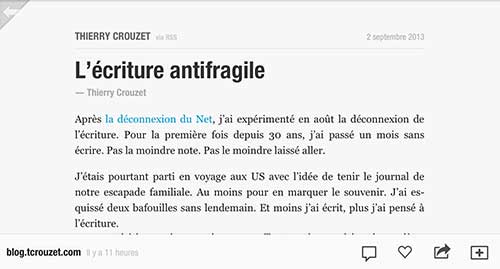 THIERRY CROUZET via RSS 2 septembre 2013
L'écriture antifragile
— Thierry Crouzet
Après la déconnexion du Net, j'ai expérimenté en août la déconnexion de
l'écriture. Pour la première fois depuis 30 ans, j'ai passé un mois sans
écrire. Pas la moindre note. Pas le moindre laissé aller.
J'étais pourtant parti en voyage aux US avec l'idée de tenir le journal de
notre escapade familiale. Au moins pour en marquer le souvenir. J'ai es-
quissé deux bafouilles sans lendemain. Et moins j'ai écrit, plus j'ai pensé à
l'écriture.
blog.tcrouzet.com Il y a 11 heures